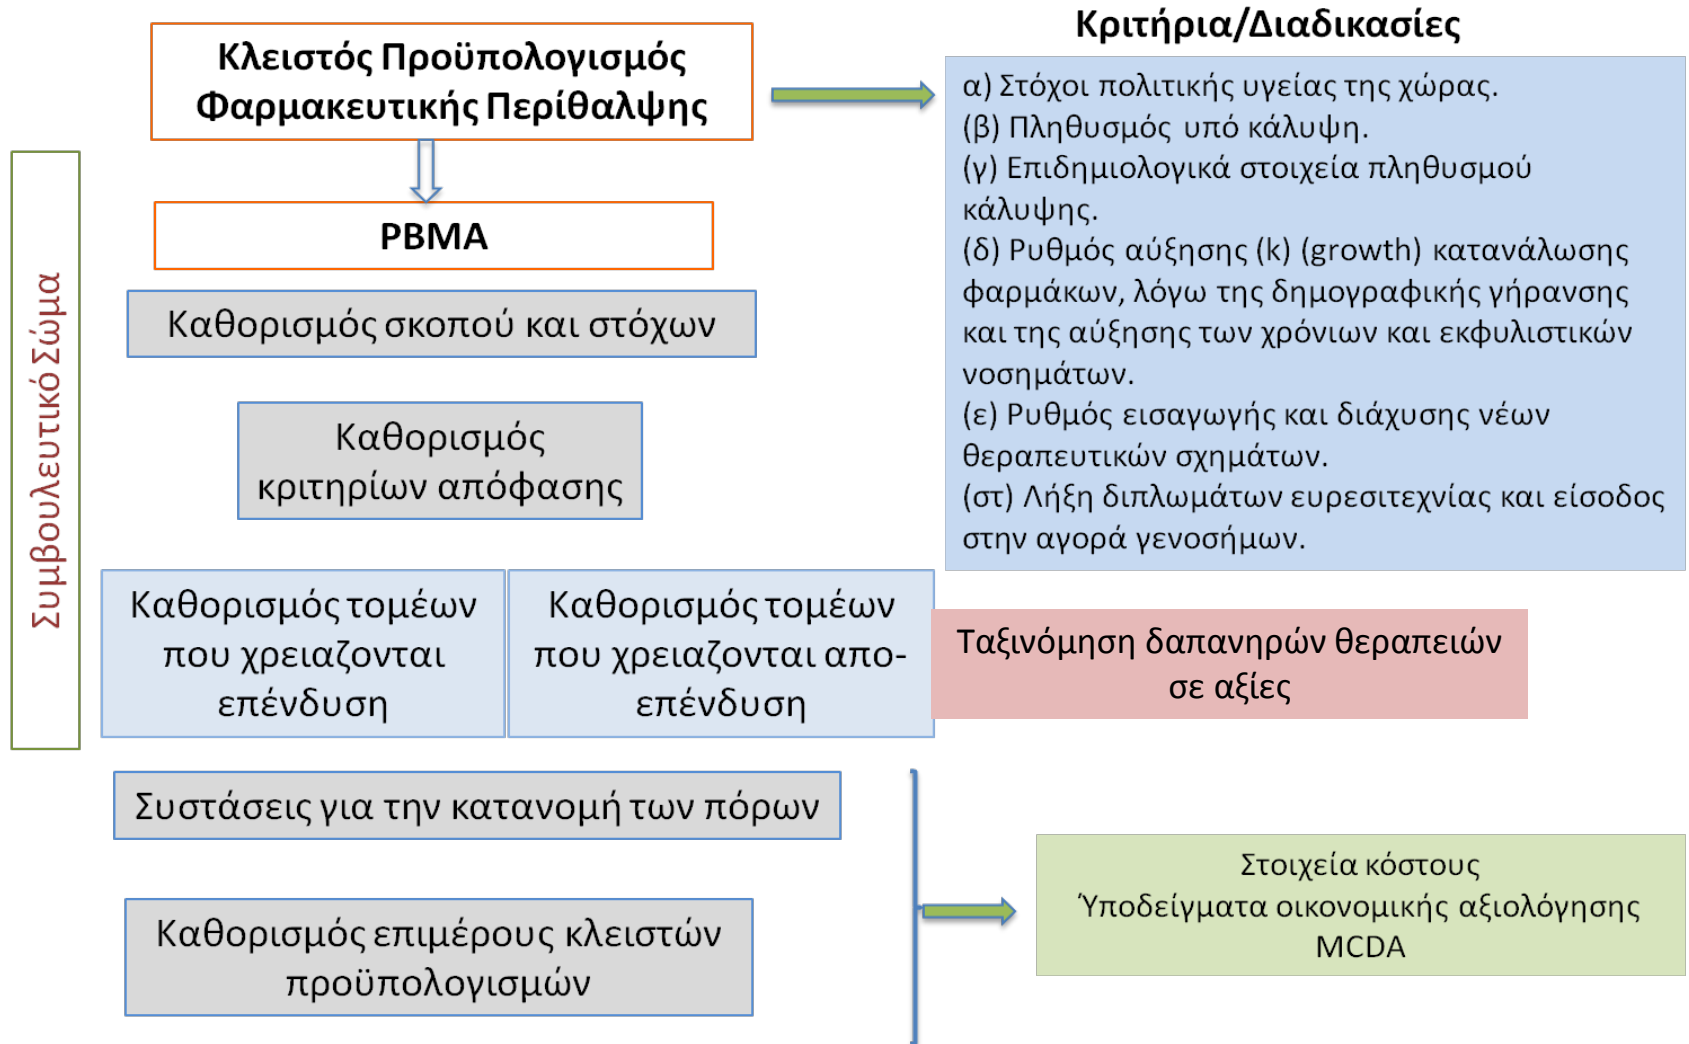 Κλειστός Προϋπολογισμός
Φαρμακευτικής Περίθαλψης
Κριτήρια/Διαδικασίες
α) Στόχοι πολιτικής υγείας της χώρας.
(β) Πληθυσμός υπό κάλυψη.
(γ) Επιδημιολογικά στοιχεία πληθυσμού
κάλυψης.
(δ) Ρυθμός αύξησης (k) (growth) κατανάλωσης
φαρμάκων, λόγω της δημογραφικής γήρανσης
και της αύξησης των χρόνιων και εκφυλιστικών
νοσημάτων.
(ε) Ρυθμός εισαγωγής και διάχυσης νέων
θεραπευτικών σχημάτων.
(στ) Λήξη διπλωμάτων ευρεσιτεχνίας και είσοδος
στην αγορά γενοσήμων.
Συμβουλευτικό Σώμα
PBMA
Καθορισμός σκοπού και στόχων
Καθορισμός
κριτηρίων απόφασης
Καθορισμός τομέων
που χρειαζονται
επένδυση
Καθορισμός τομέων
που χρειαζονται απο-
επένδυση
Ταξινόμηση δαπανηρών θεραπειών
σε αξίες
Συστάσεις για την κατανομή των πόρων
Καθορισμός επιμέρους κλειστών
προϋπολογισμών
Στοιχεία κόστους
Ύποδείγματα οικονομικής αξιολόγησης
MCDA